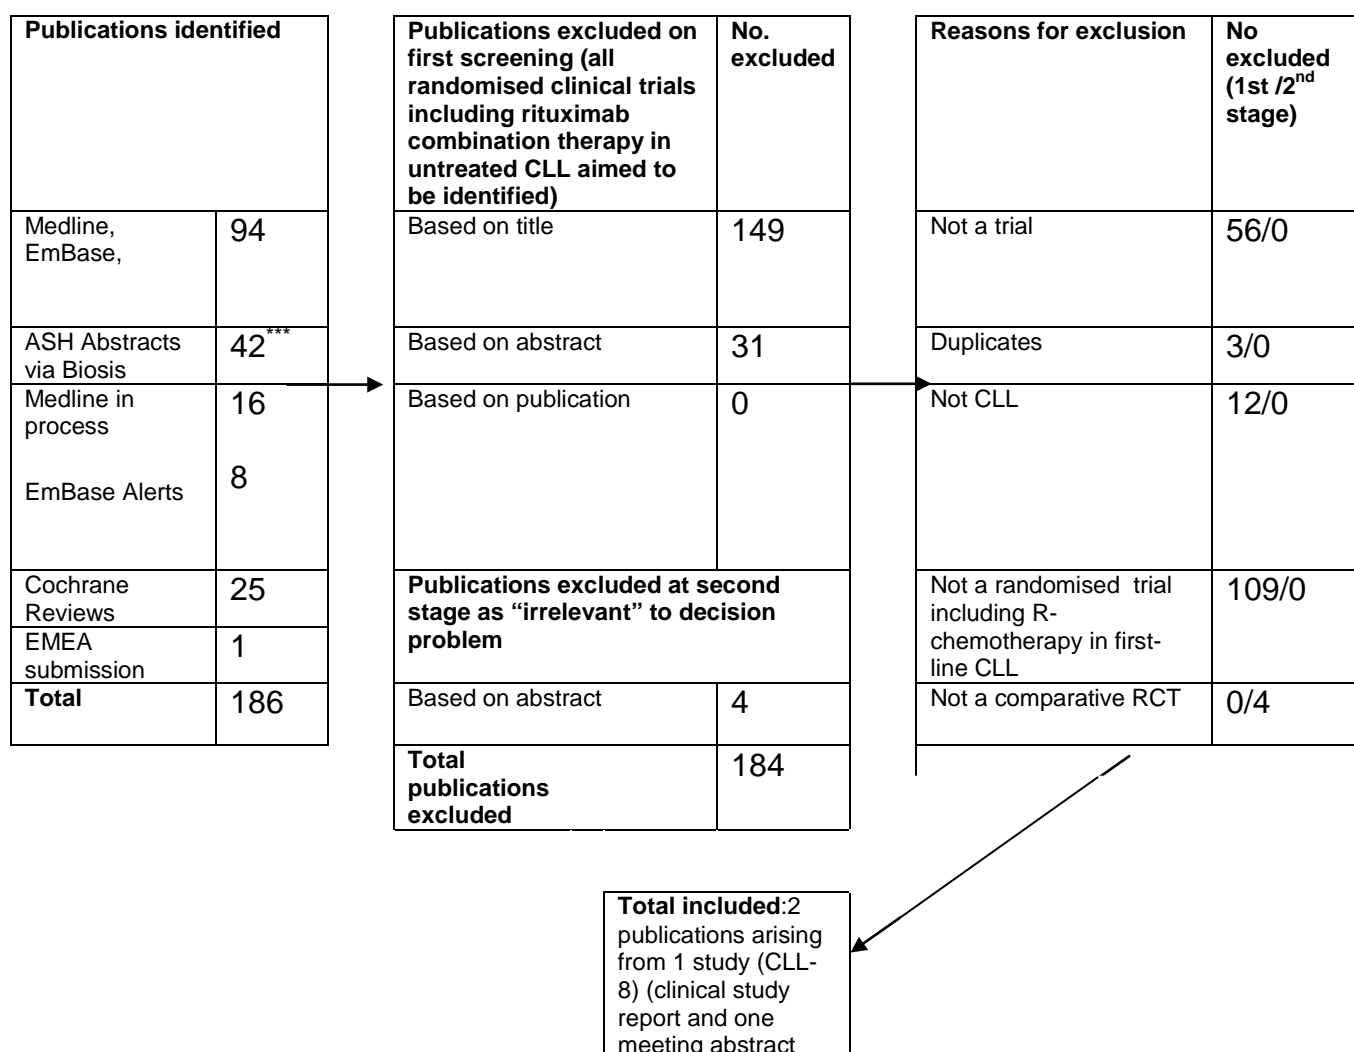 Publications identified
Medline,
EmBase,
94
ASH Abstracts
via Biosis
42***
Medline in
process
16
EmBase Alerts
8
Cochrane
Reviews
25
EMEA
submission
1
Total
186
Publications excluded on
first screening (all
randomised clinical trials
including rituximab
combination therapy in
untreated CLL aimed to
be identified)
No.
excluded
Based on title
149
Based on abstract
31
Based on publication
0
Publications excluded at second
stage as “irrelevant” to decision
problem
Based on abstract
4
Total
publications
excluded
184
Reasons for exclusion
No
excluded
(1st /2nd
stage)
Not a trial
56/0
Duplicates
3/0
Not CLL
12/0
Not a randomised trial
including R-
chemotherapy in first-
line CLL
109/0
Not a comparative RCT
0/4
Total included:2
publications arising
from 1 study (CLL-
8) (clinical study
report and one
meeting abstract